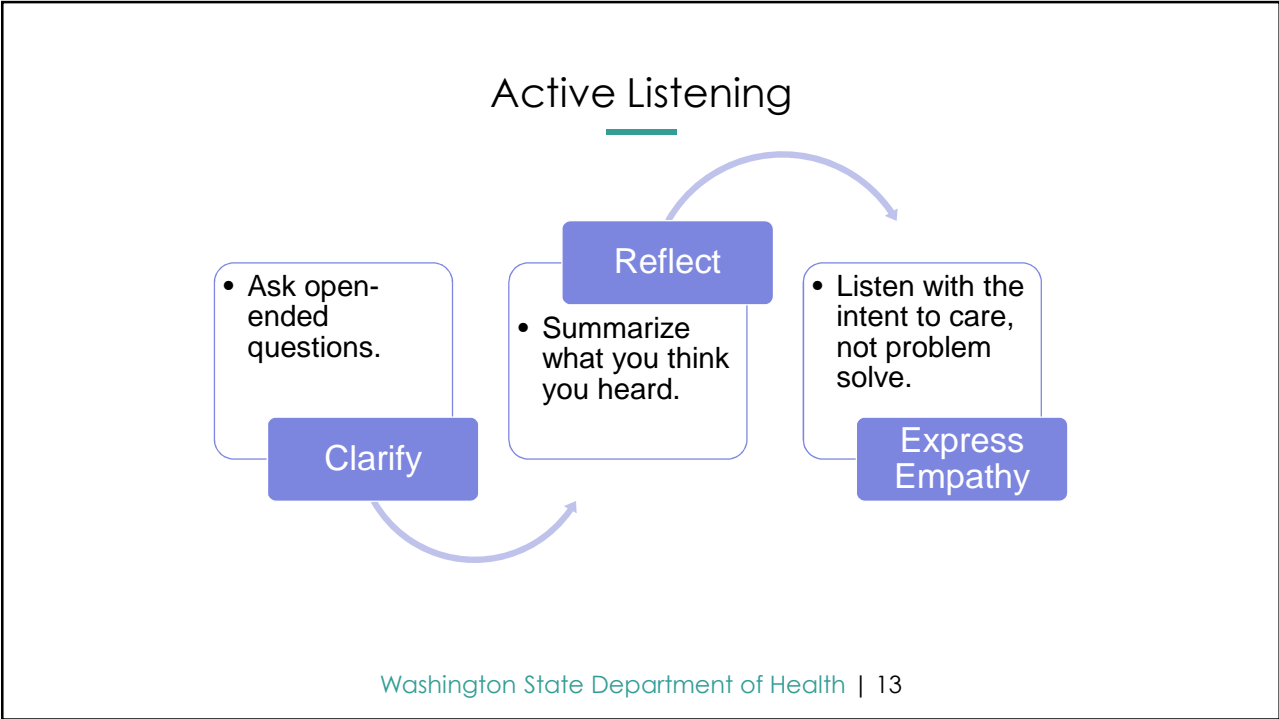 Active Listening
• Ask open-
ended
questions.
Clarify
Reflect
• Summarize
what you think
you heard.
• Listen with the
intent to care,
not problem
solve.
Express
Empathy
Washington State Department of Health | 13